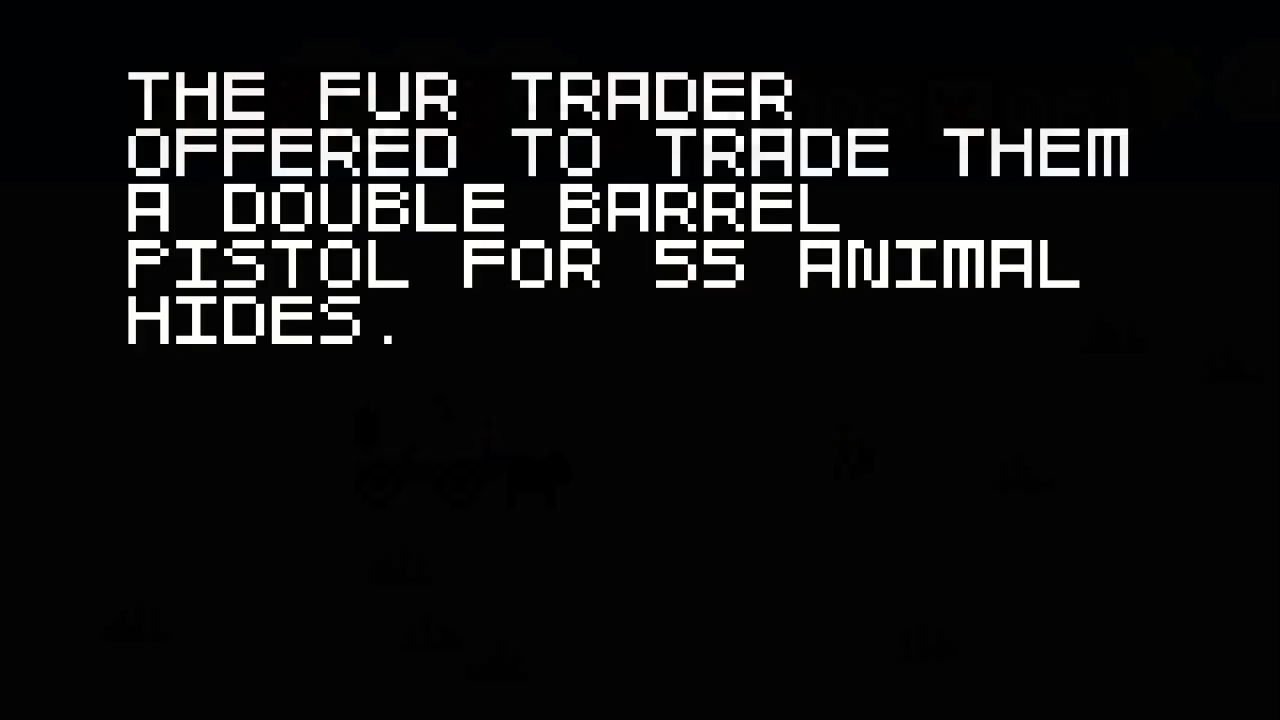 THE FUR TRADER
OFFERED TO TRADE THEM
A DOUBLE BARREL
PISTOL FOR 55 ANIMAL
HIDES.